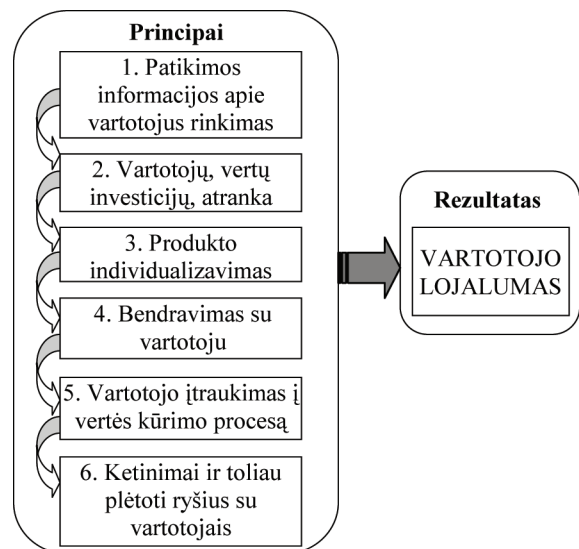 Principai
1. Patikimos
informacijos apie
vartotojus rinkimas
2. Vartotojų, vertų
investicijų, atranka
3. Produkto
individualizavimas
4. Bendravimas su
vartotoju
5. Vartotojo įtraukimas į
vertės kūrimo procesą
6. Ketinimai ir toliau
plėtoti ryšius su
vartotojais
Rezultatas
VARTOTOJO
LOJALUMAS